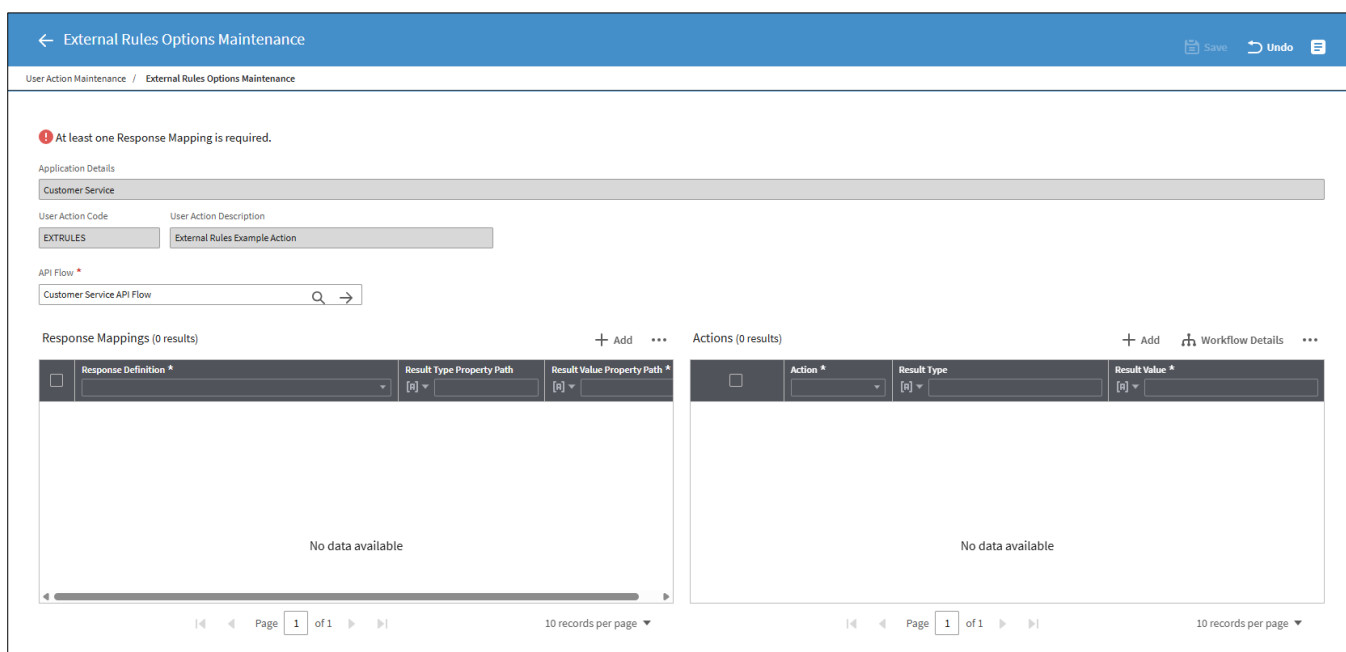 External Rules Options Maintenance
Save Undo
User Action Maintenance / External Rules Options Maintenance
At least one Response Mapping is required.
Application Details
Customer Service
User Action Code User Action Description
EXTRULES External Rules Example Action
API Flow *
Customer Service API Flow
Response Mappings (0 results) + Add ••• Actions (0 results) + Add Workflow Details •••
Response Definition * Result Type Property Path Result Value Property Path * Action * Result Type Result Value *
[A] [A] [A] [A]
No data available No data available
Page 1 of 1 10 records per page Page 1 of 1 10 records per page